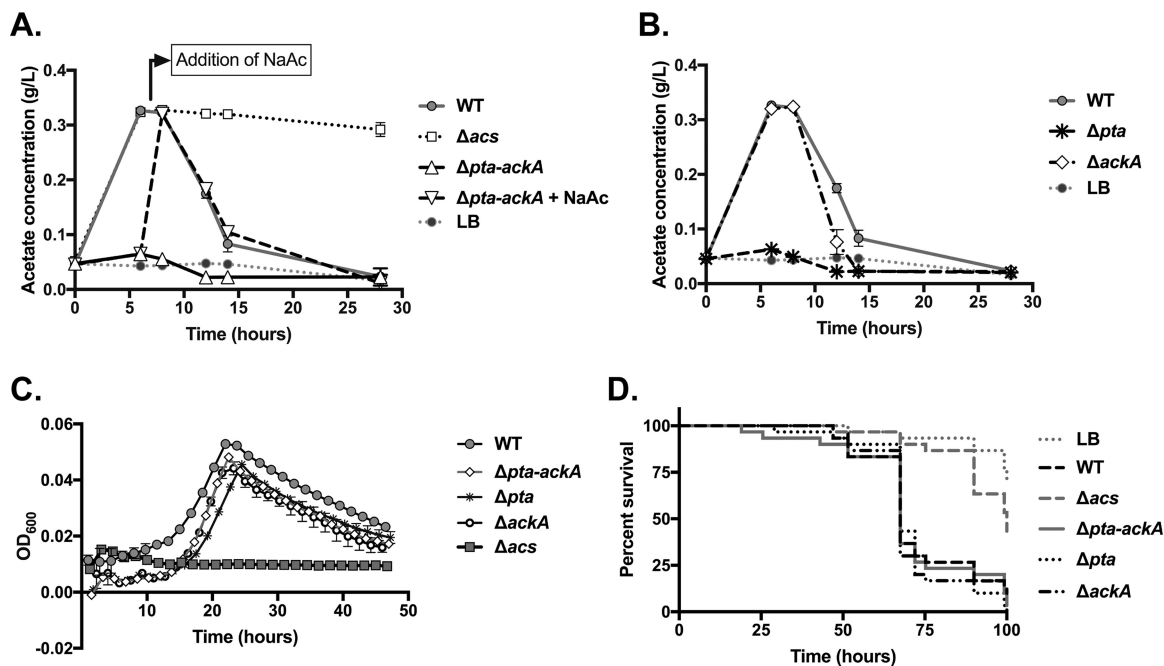 A.
Addition of NaAc
Acetate concentration (g/L)
0.4
0.3
0.2
0.1
0.0
0 5 10 15 20 25 30
Time (hours)
WT
Δacs
Δpta-ackA
Δpta-ackA + NaAc
LB
B.
Acetate concentration (g/L)
0.4
0.3
0.2
0.1
0.0
0 5 10 15 20 25 30
Time (hours)
WT
Δpta
ΔackA
LB
C.
OD600
0.06
0.04
0.02
0.00
-0.02
10 20 30 40 50
Time (hours)
WT
Δpta-ackA
Δpta
ΔackA
Δacs
D.
Percent survival
100
75
50
25
0
0 25 50 75 100
Time (hours)
LB
WT
Δacs
Δpta-ackA
Δpta
ΔackA